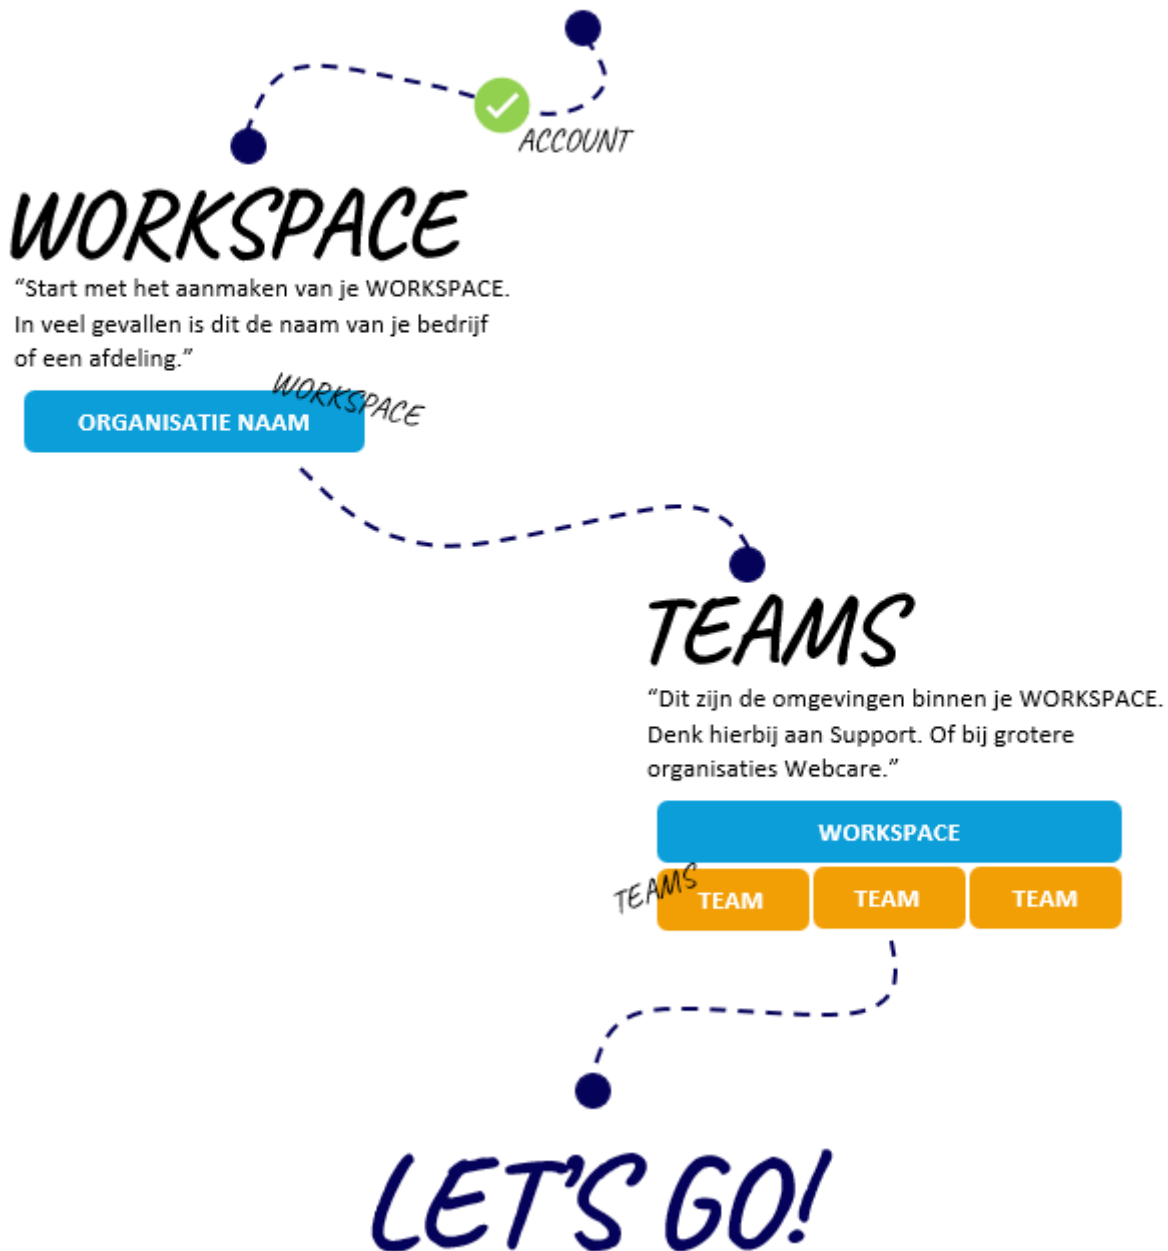 ACCOUNT
WORKSPACE
“Start met het aanmaken van je WORKSPACE.
In veel gevallen is dit de naam van je bedrijf
of een afdeling.”
WORKSPACE
ORGANISATIE NAAM
TEAMS
“Dit zijn de omgevingen binnen je WORKSPACE.
Denk hierbij aan Support. Of bij grotere
organisaties Webcare.”
WORKSPACE
TEAMS
TEAM TEAM TEAM
LET'S GO!